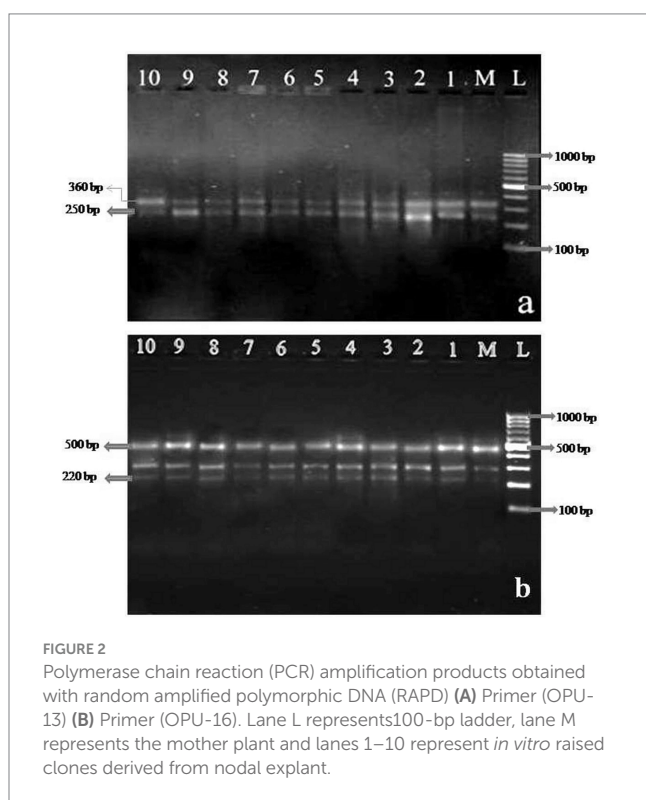 10 9 8 7 6 5 4 3 2 1 M L
1000 bp
360 bp
500 bp
250 bp
100 bp
a
10 9 8 7 6 5 4 3 2 1 M L
1000 bp
500 bp
500 bp
220 bp
100 bp
b
FIGURE 2
Polymerase chain reaction (PCR) amplification products obtained
with random amplified polymorphic DNA (RAPD) (A) Primer (OPU-
13) (B) Primer (OPU-16). Lane L represents100-bp ladder, lane M
represents the mother plant and lanes 1–10 represent in vitro raised
clones derived from nodal explant.